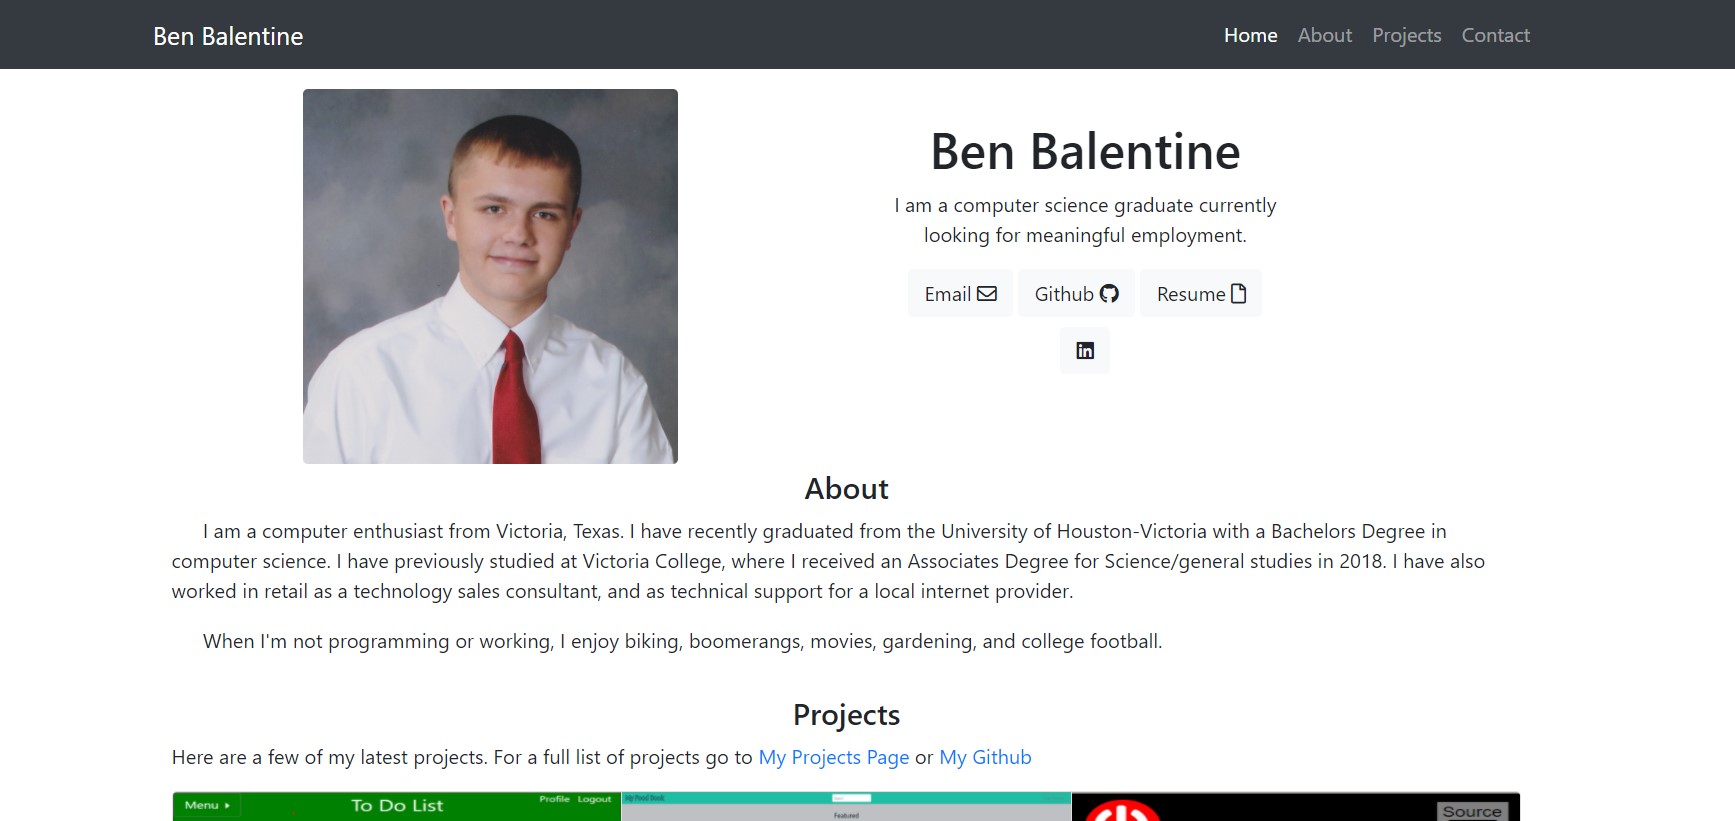 Ben Balentine
Home About Projects Contact
Ben Balentine
I am a computer science graduate currently
looking for meaningful employment.
Email Github Resume
About
I am a computer enthusiast from Victoria, Texas. I have recently graduated from the University of Houston-Victoria with a Bachelors Degree in
computer science. I have previously studied at Victoria College, where I received an Associates Degree for Science/general studies in 2018. I have also
worked in retail as a technology sales consultant, and as technical support for a local internet provider.
When I'm not programming or working, I enjoy biking, boomerangs, movies, gardening, and college football.
Projects
Here are a few of my latest projects. For a full list of projects go to My Projects Page or My Github
Menu To Do List Profile Logout
My Food Book
Featured
Source